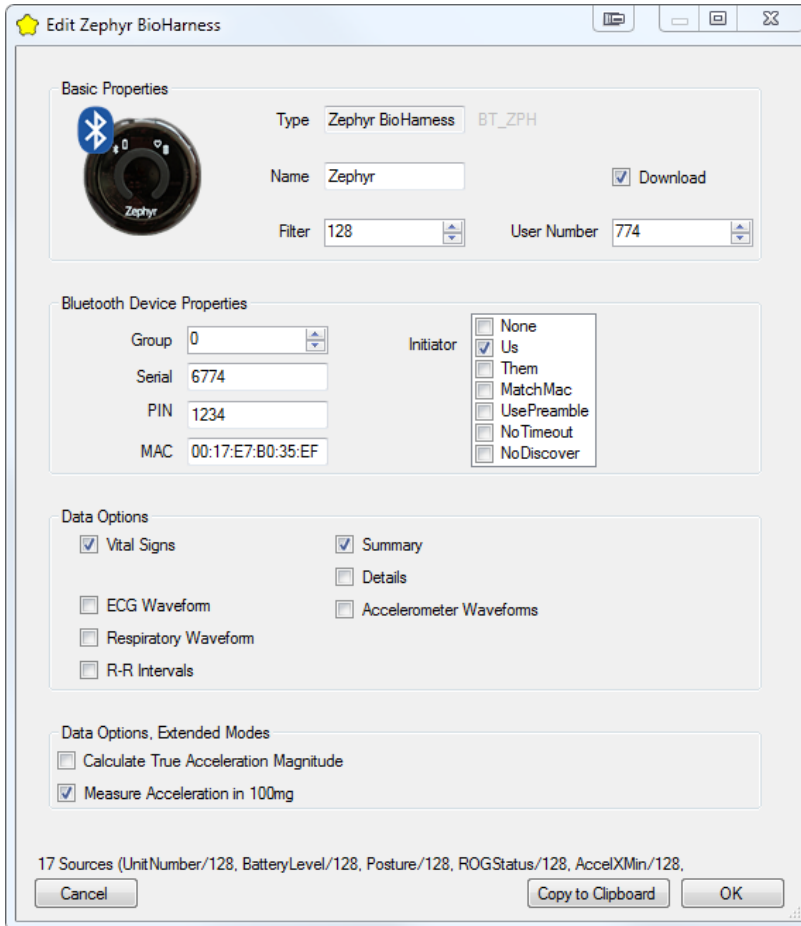 Edit Zephyr BioHarness
Basic Properties
Zephyr
Type Zephyr BioHarness BT_ZPH
Name Zephyr Download
Filter 128 User Number 774
Bluetooth Device Properties
Group 0
Serial 6774
PIN 1234
MAC 00:17:E7:B0:35:EF
Initiator
None
Us
Them
MatchMac
UsePreamble
NoTimeout
NoDiscover
Data Options
Vital Signs Summary
Details
ECG Waveform Accelerometer Waveforms
Respiratory Waveform
R-R Intervals
Data Options, Extended Modes
Calculate True Acceleration Magnitude
Measure Acceleration in 100mg
17 Sources (UnitNumber/128, BatteryLevel/128, Posture/128, ROGStatus/128, AccelXMin/128,
Cancel Copy to Clipboard OK